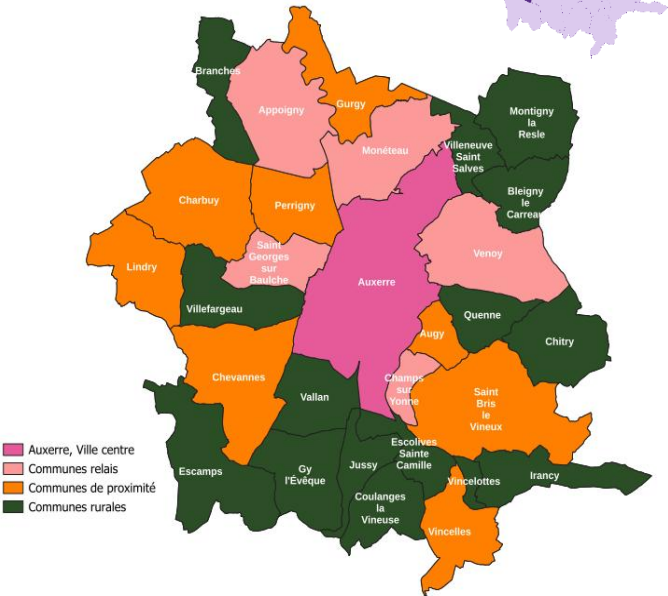 Branches
Appoigny
Gurgy
Montigny
la
Resle
Monéteau
Villeneuve
Saint
Salves
Bleigny
le
Carreau
Charbuy
Perrigny
Saint
Georges
sur
Baulche
Venoy
Lindry
Auxerre
Villefargeau
Quenne
Augy
Chitry
Chevannes
Champs
sur
Yonne
Vallan
Saint
Bris
le
Vineux
Escolives
Sainte
Camille
Escamps
Gy
l'Évêque
Jussy
Vincelottes
Irancy
Coulanges
la
Vineuse
Vincelles
Auxerre, Ville centre
Communes relais
Communes de proximité
Communes rurales